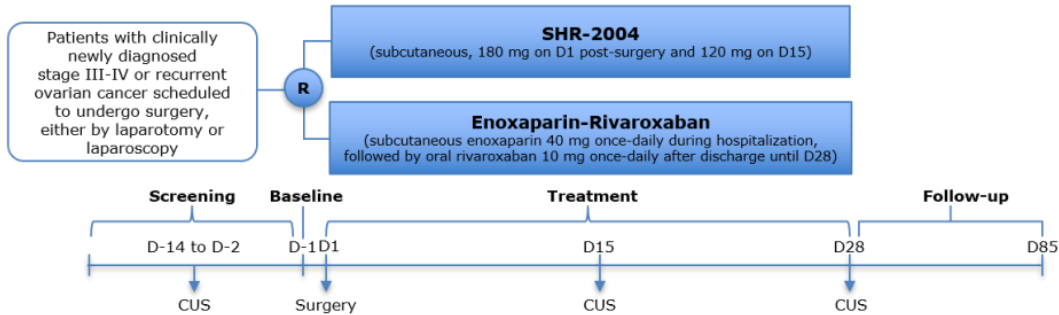 Patients with clinically
newly diagnosed
stage III-IV or recurrent
ovarian cancer scheduled
to undergo surgery,
either by laparotomy or
laparoscopy
R
SHR-2004
(subcutaneous, 180 mg on D1 post-surgery and 120 mg on D15)
Enoxaparin-Rivaroxaban
(subcutaneous enoxaparin 40 mg once-daily during hospitalization,
followed by oral rivaroxaban 10 mg once-daily after discharge until D28)
Screening Baseline Treatment Follow-up
D-14 to D-2 D-1 D1 D15 D28 D85
CUS Surgery CUS CUS